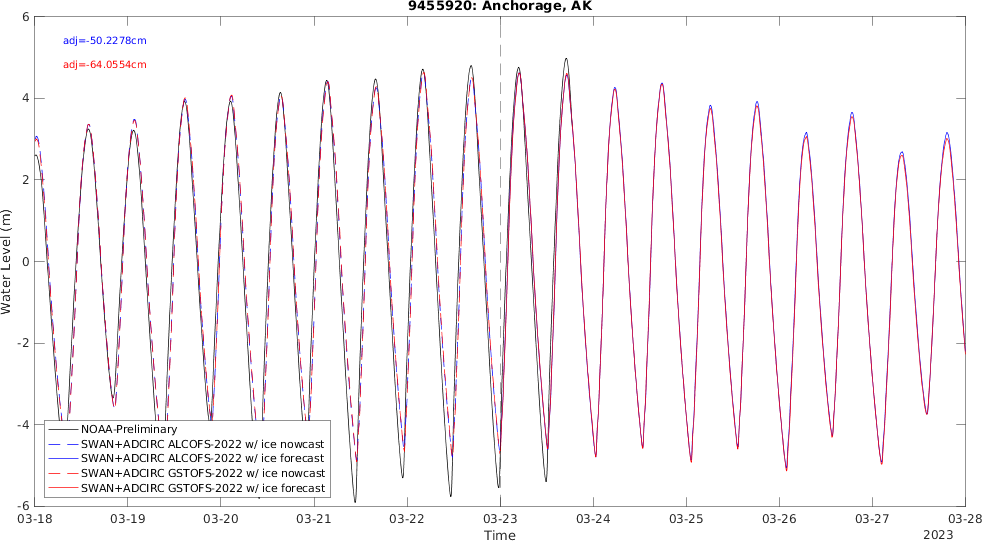 9455920: Anchorage, AK
adj=-50.2278cm
adj=-64.0554cm
6
4
2
0
-2
-4
-6
Water Level (m)
NOAA-Preliminary
SWAN+ADCIRC ALCOFS-2022 w/ ice nowcast
SWAN+ADCIRC ALCOFS-2022 w/ ice forecast
SWAN+ADCIRC GSTOFS-2022 w/ ice nowcast
SWAN+ADCIRC GSTOFS-2022 w/ ice forecast
03-18 03-19 03-20 03-21 03-22 03-23 03-24 03-25 03-26 03-27 03-28
Time
2023